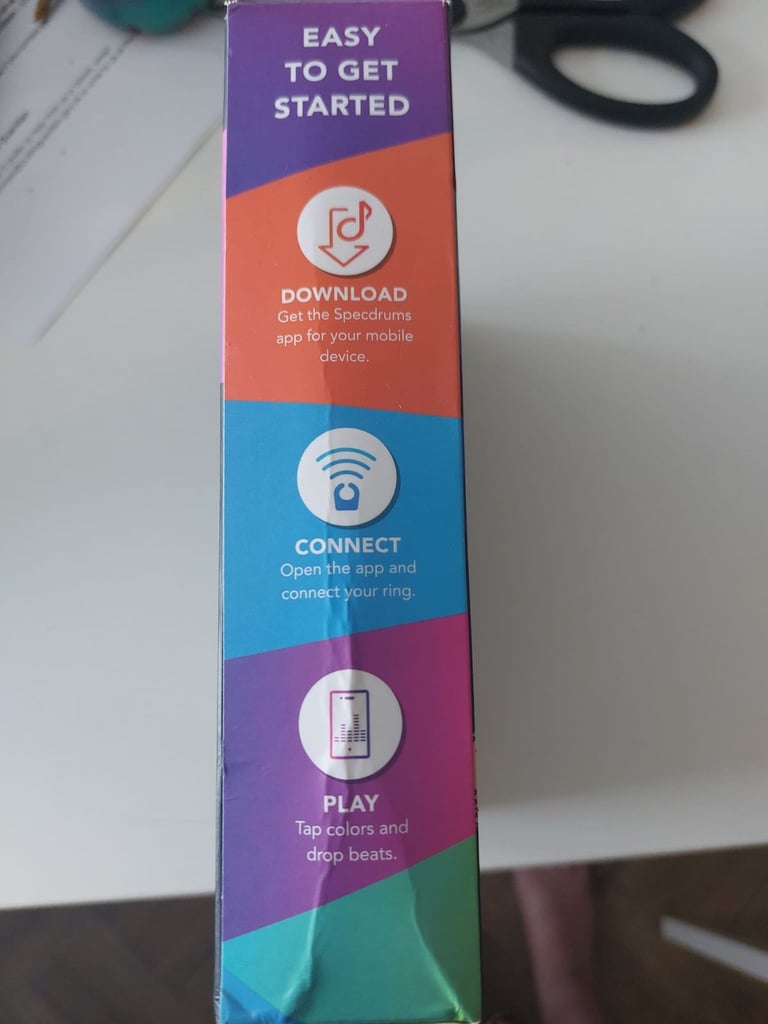 EASY
TO GET
STARTED
DOWNLOAD
Get the Specdrums
app for your mobile
device.
CONNECT
Open the app and
connect your ring.
PLAY
Tap colors and
drop beats.